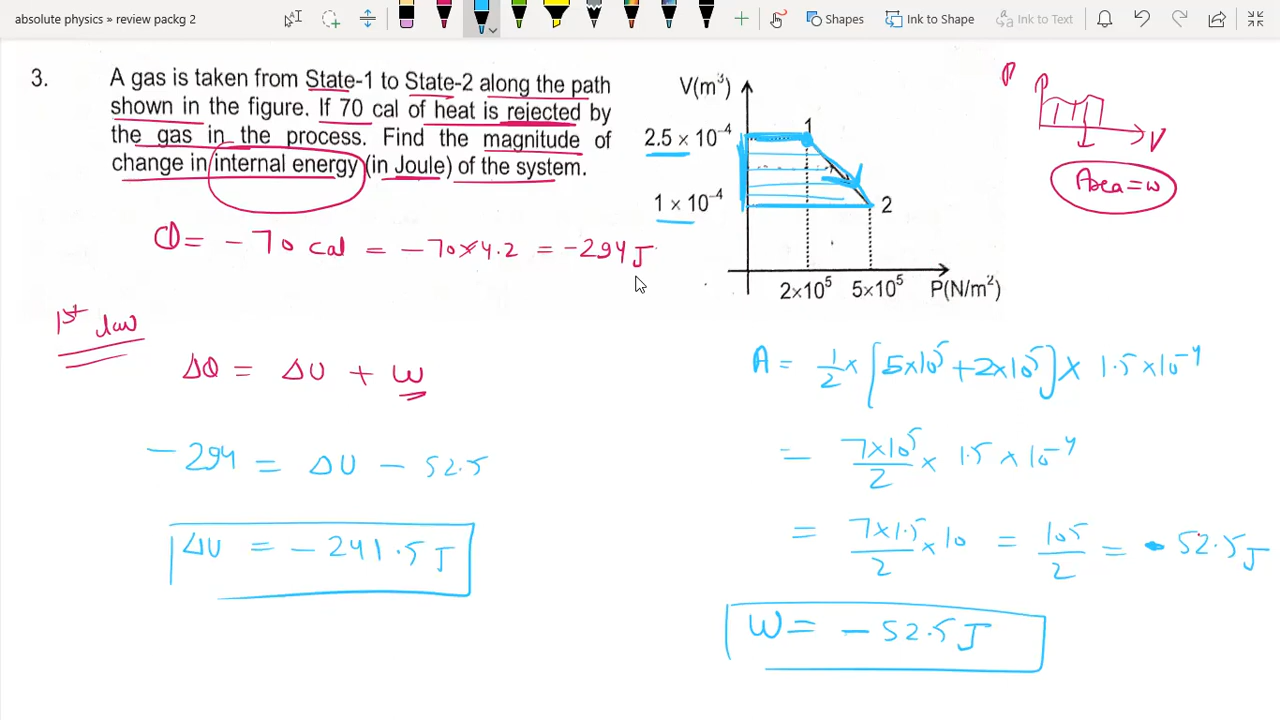 absolute physics » review packg 2
Shapes
Ink to Shape
Ink to Text
3.
A gas is taken from State-1 to State-2 along the path
shown in the figure. If 70 cal of heat is rejected by
the gas in the process. Find the magnitude of
change in internal energy (in Joule) of the system.
V(m³)
2.5 × 10⁻⁴
1
1 × 10⁻⁴
2
2×10⁵ 5×10⁵ P(N/m²)
P
P
V
Area = w
Q = - 70 cal = - 70×4.2 = -294 J
1st law
ΔQ = ΔU + w
- 294 = ΔU - 52.5
ΔU = - 241.5 J
A = 1/2 × [5×10⁵ + 2×10⁵] × 1.5×10⁻⁴
= 7×10⁵/2 × 1.5 × 10⁻⁴
= 7×1.5/2 × 10 = 105/2 = - 52.5 J
W = - 52.5 J